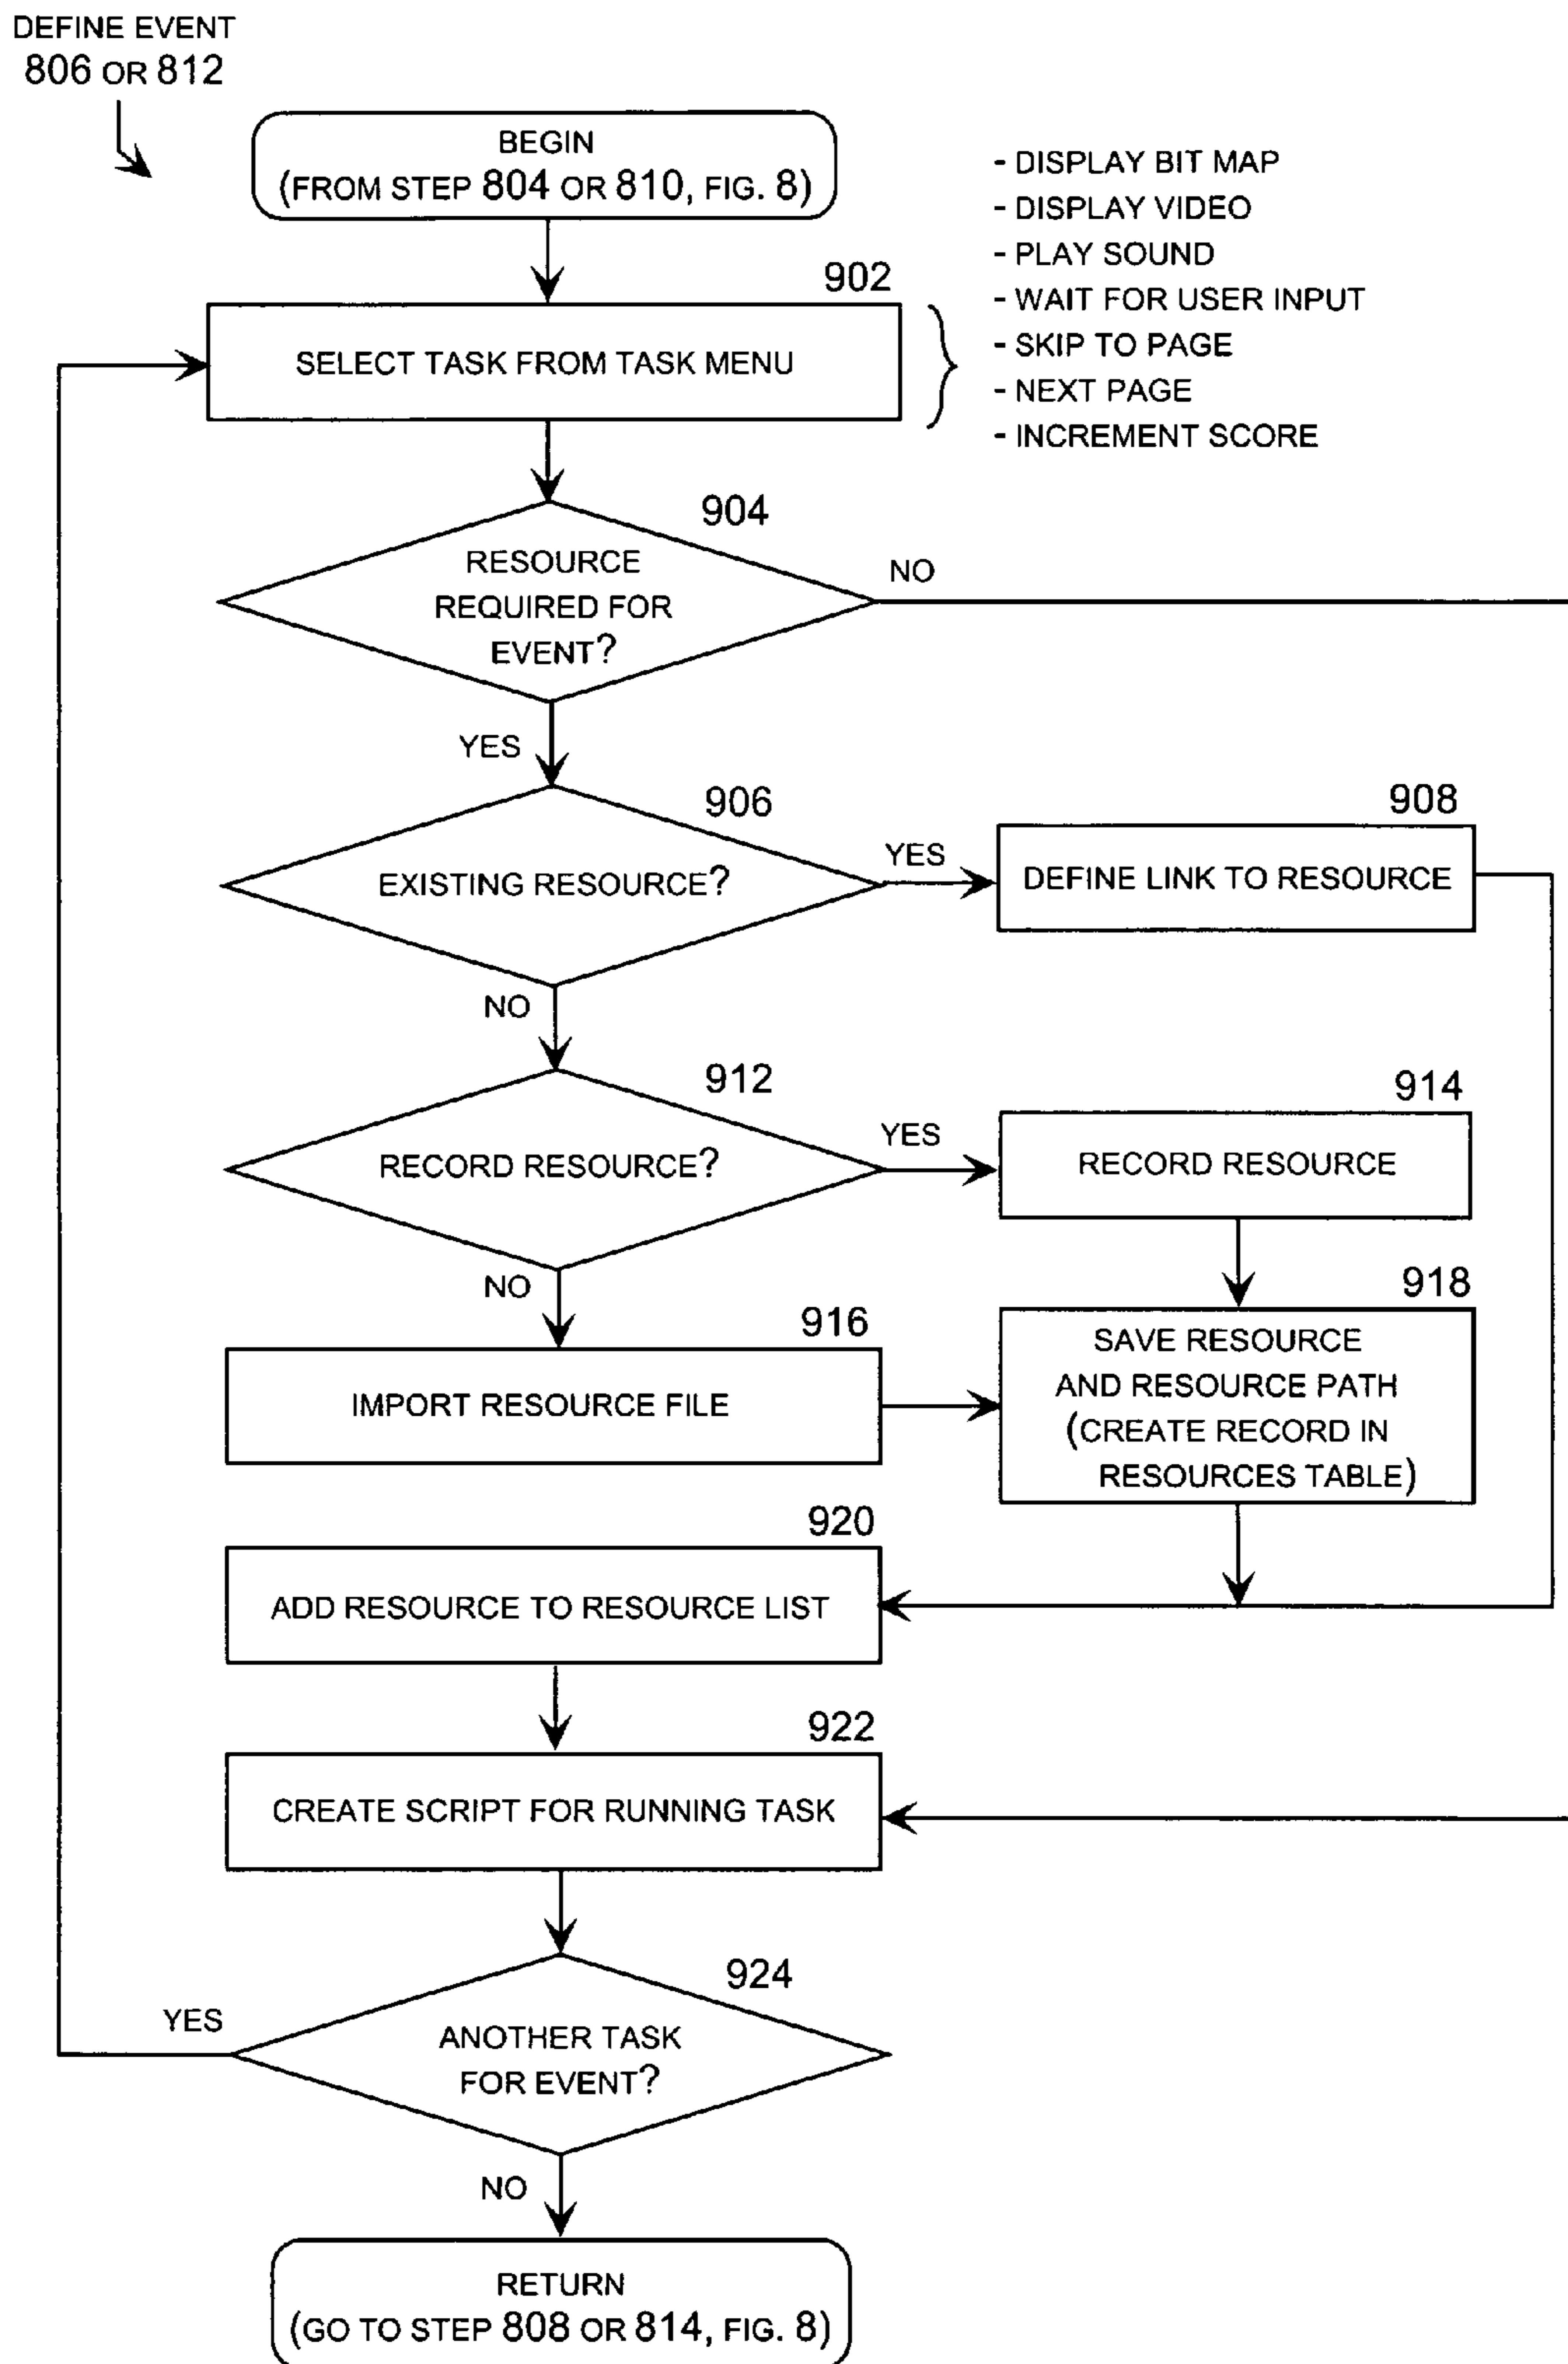 DEFINE EVENT
806 OR 812
BEGIN
(FROM STEP 804 OR 810, FIG. 8)
- DISPLAY BIT MAP
- DISPLAY VIDEO
- PLAY SOUND
- WAIT FOR USER INPUT
- SKIP TO PAGE
- NEXT PAGE
- INCREMENT SCORE
902
SELECT TASK FROM TASK MENU
904
RESOURCE
REQUIRED FOR
EVENT?
NO
YES
906
EXISTING RESOURCE?
YES
908
DEFINE LINK TO RESOURCE
NO
912
RECORD RESOURCE?
YES
914
RECORD RESOURCE
NO
916
IMPORT RESOURCE FILE
918
SAVE RESOURCE
AND RESOURCE PATH
(CREATE RECORD IN
RESOURCES TABLE)
920
ADD RESOURCE TO RESOURCE LIST
922
CREATE SCRIPT FOR RUNNING TASK
924
ANOTHER TASK
FOR EVENT?
YES
NO
RETURN
(GO TO STEP 808 OR 814, FIG. 8)